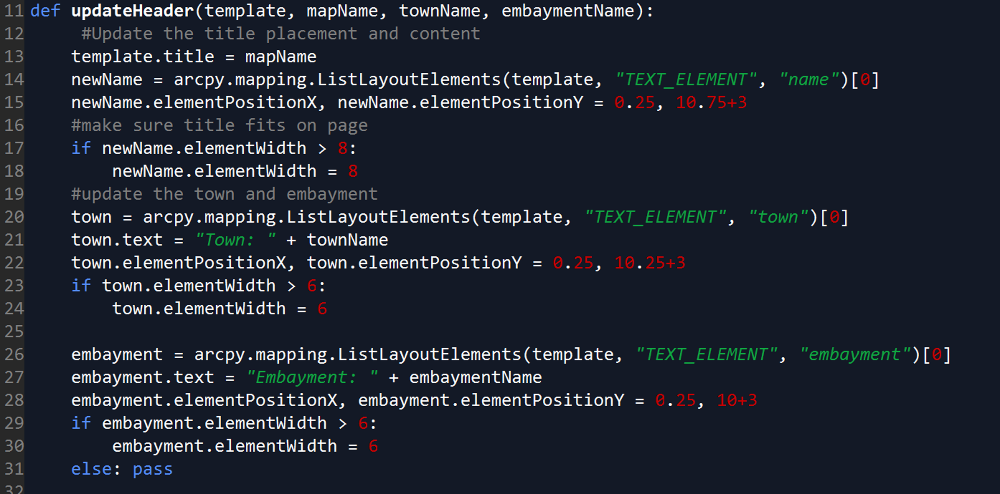 11 def updateHeader(template, mapName, townName, embaymentName):
12      #Update the title placement and content
13     template.title = mapName
14     newName = arcpy.mapping.ListLayoutElements(template, "TEXT_ELEMENT", "name")[0]
15     newName.elementPositionX, newName.elementPositionY = 0.25, 10.75+3
16     #make sure title fits on page
17     if newName.elementWidth > 8:
18         newName.elementWidth = 8
19     #update the town and embayment
20     town = arcpy.mapping.ListLayoutElements(template, "TEXT_ELEMENT", "town")[0]
21     town.text = "Town: " + townName
22     town.elementPositionX, town.elementPositionY = 0.25, 10.25+3
23     if town.elementWidth > 6:
24         town.elementWidth = 6
25
26     embayment = arcpy.mapping.ListLayoutElements(template, "TEXT_ELEMENT", "embayment")[0]
27     embayment.text = "Embayment: " + embaymentName
28     embayment.elementPositionX, embayment.elementPositionY = 0.25, 10+3
29     if embayment.elementWidth > 6:
30         embayment.elementWidth = 6
31     else: pass
32